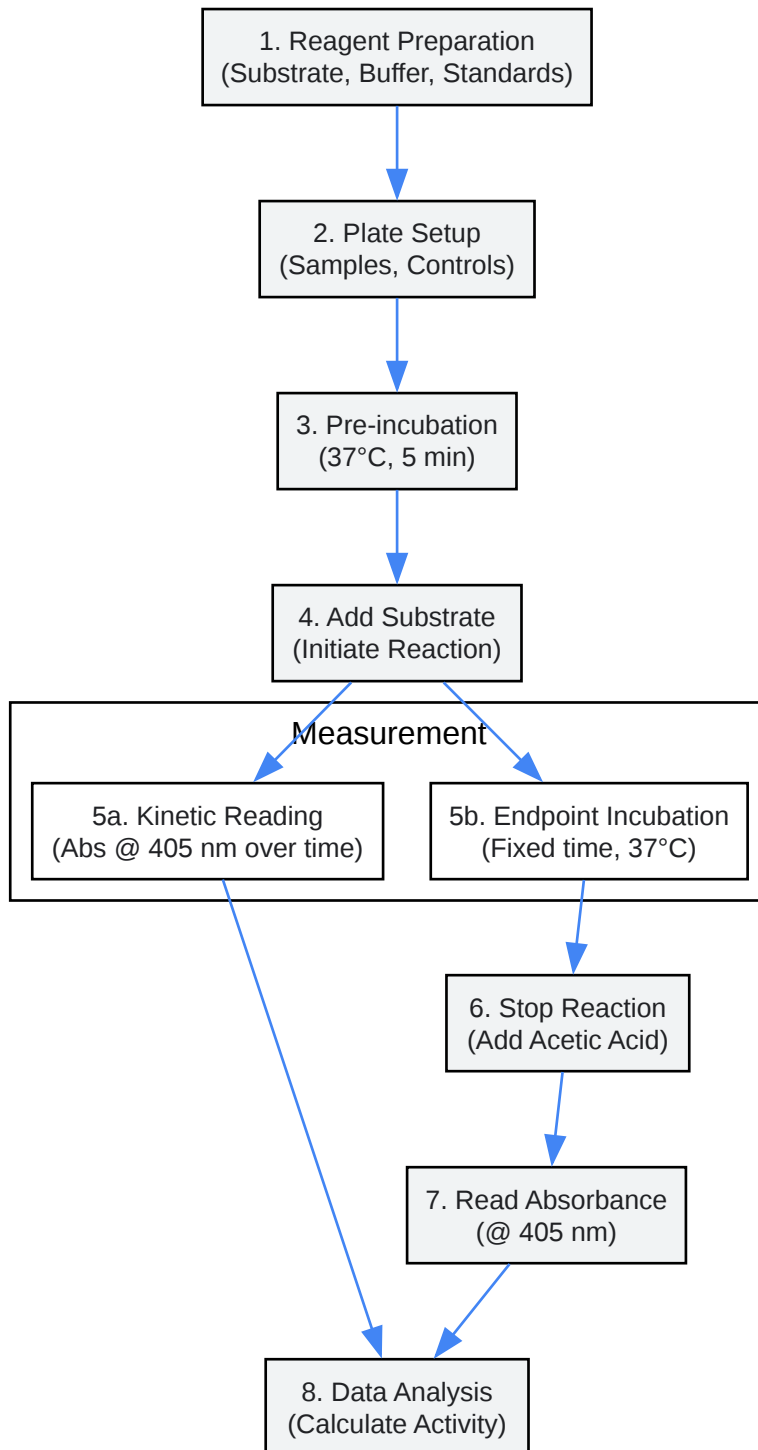 1. Reagent Preparation
(Substrate, Buffer, Standards)
2. Plate Setup
(Samples, Controls)
3. Pre-incubation
(37°C, 5 min)
4. Add Substrate
(Initiate Reaction)
Measurement
5a. Kinetic Reading
(Abs @ 405 nm over time)
5b. Endpoint Incubation
(Fixed time, 37°C)
6. Stop Reaction
(Add Acetic Acid)
7. Read Absorbance
(@ 405 nm)
8. Data Analysis
(Calculate Activity)